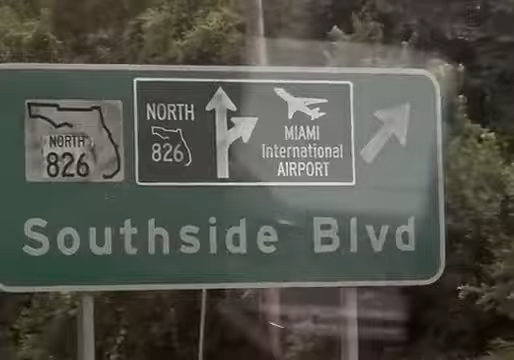 NORTH
826
NORTH
826
MIAMI
International
AIRPORT
Southside Blvd